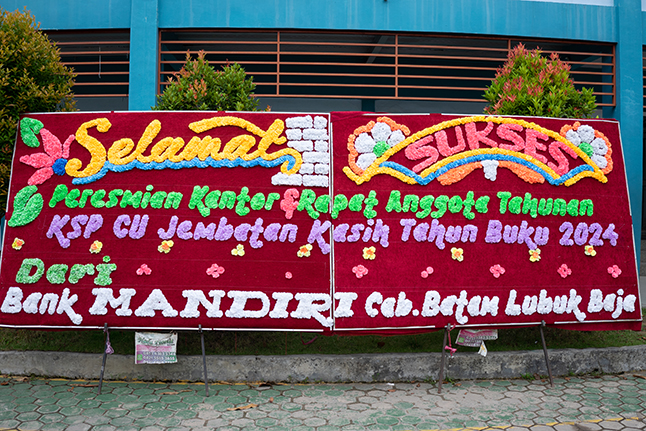 Selamat SUKSES
Peresmian Kantor & Rapat Anggota Tahunan
KSP CU Jembatan Kasih Tahun Buku 2024
Dari
Bank MANDIRI Cab. Batam Lubuk Baja